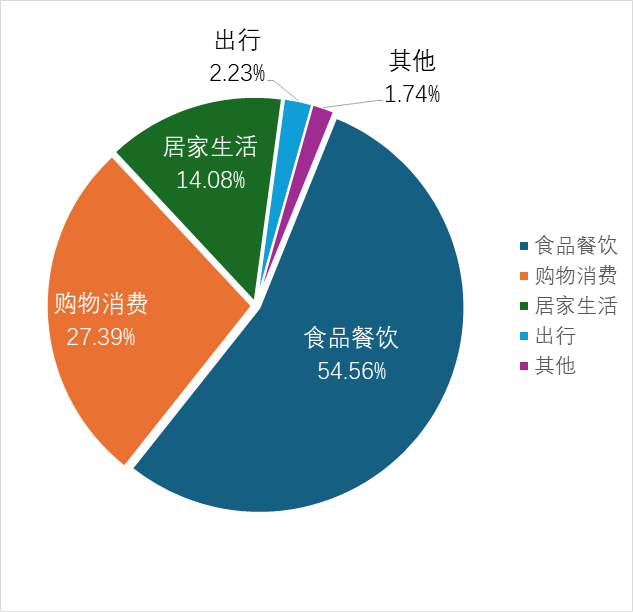 出行
2.23%
其他
1.74%
居家生活
14.08%
购物消费
27.39%
食品餐饮
54.56%
食品餐饮
购物消费
居家生活
出行
其他